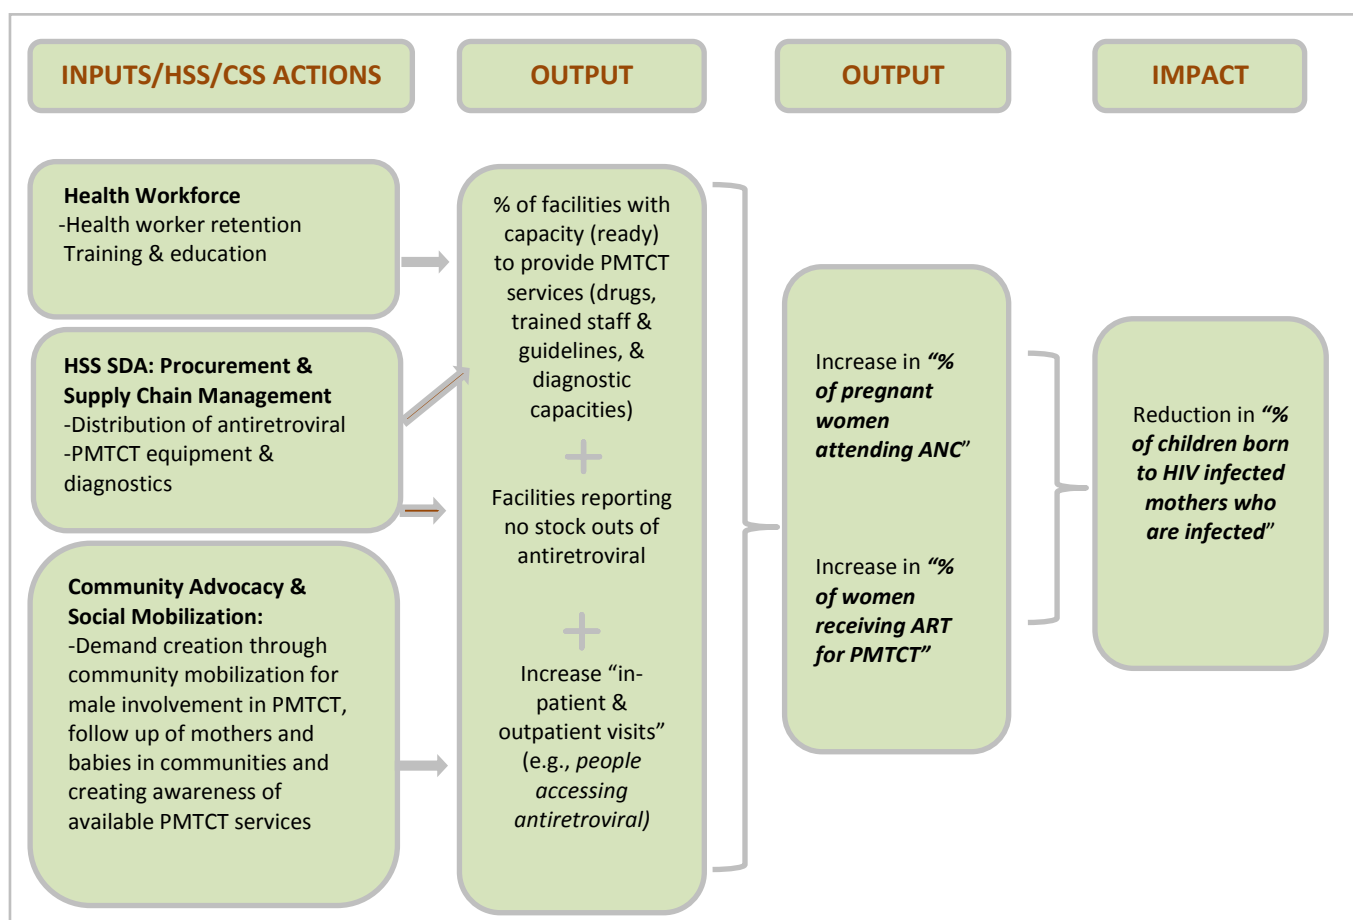 INPUTS/HSS/CSS ACTIONS
OUTPUT
OUTPUT
IMPACT
Health Workforce
-Health worker retention
Training & education
HSS SDA: Procurement &
Supply Chain Management
-Distribution of antiretroviral
-PMTCT equipment &
diagnostics
Community Advocacy &
Social Mobilization:
-Demand creation through
community mobilization for
male involvement in PMTCT,
follow up of mothers and
babies in communities and
creating awareness of
available PMTCT services
% of facilities with
capacity (ready)
to provide PMTCT
services (drugs,
trained staff &
guidelines, &
diagnostic
capacities)
+
Facilities reporting
no stock outs of
antiretroviral
+
Increase “in-
patient &
outpatient visits”
(e.g., people
accessing
antiretroviral)
Increase in “%
of pregnant
women
attending ANC”
Increase in “%
of women
receiving ART
for PMTCT”
Reduction in “%
of children born
to HIV infected
mothers who
are infected”